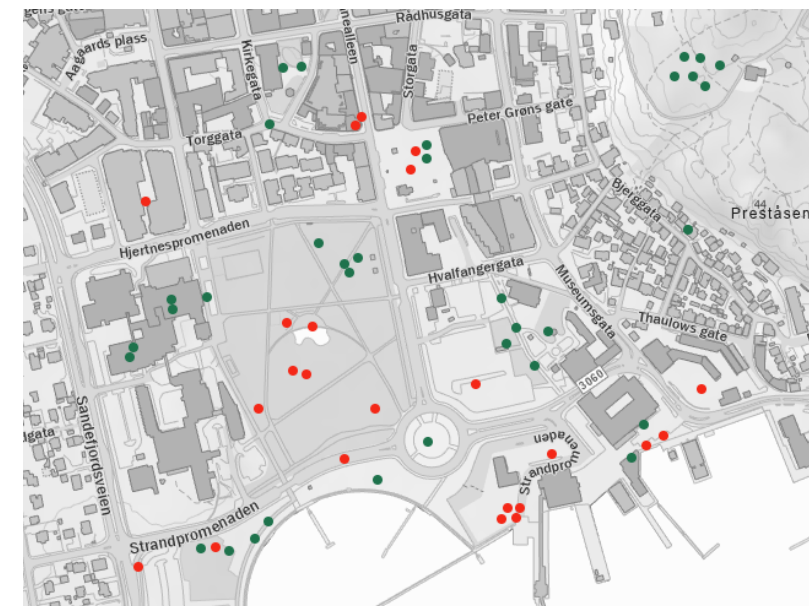 Rådhusgata
Aagaards plass
Kirkegata
Storgata
Peter Grøns gate
Torggata
Bjerggata
44
Preståsen
Hjertnespromenaden
Hvalfangergata
Museumsgata
Thaulows gate
3060
Sandefjordsveien
Strandpromenaden
Strandpromenaden